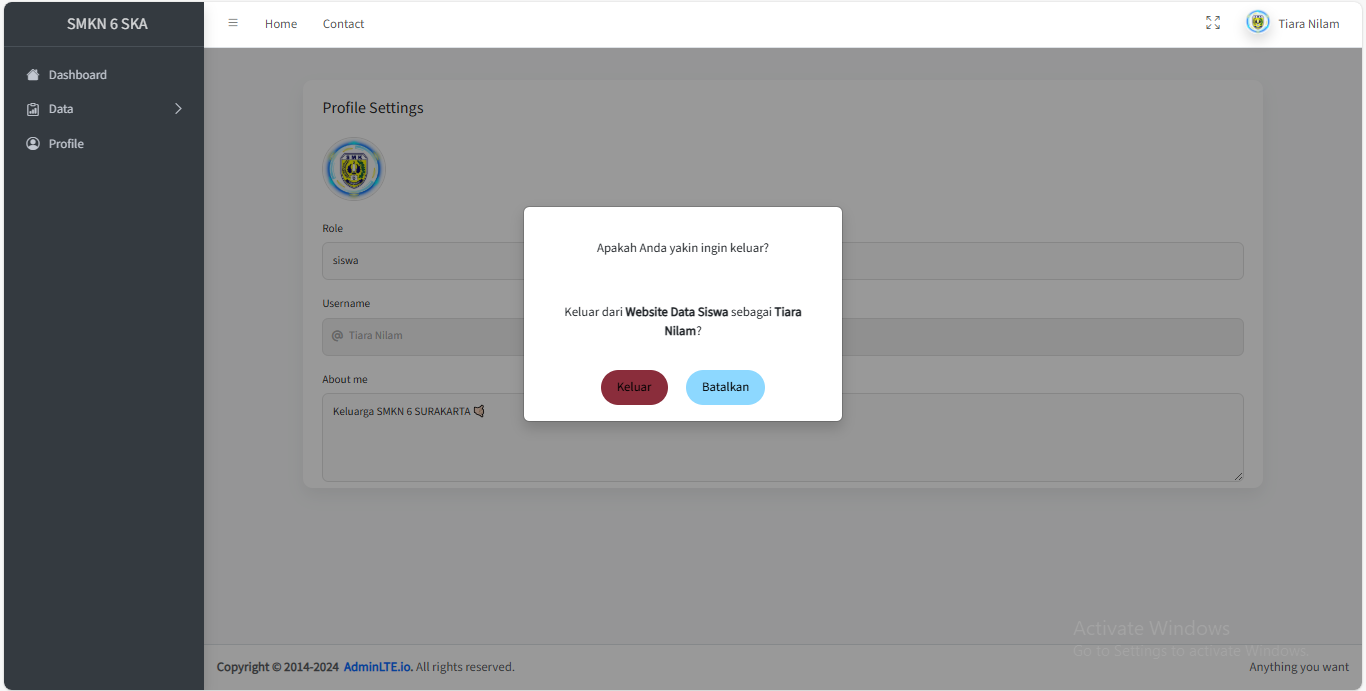 SMKN 6 SKA
Home
Contact
Tiara Nilam
Dashboard
Data
Profile
Profile Settings
SMK
Role
siswa
Username
@ Tiara Nilam
About me
Keluarga SMKN 6 SURAKARTA
Apakah Anda yakin ingin keluar?
Keluar dari Website Data Siswa sebagai Tiara
Nilam?
Keluar
Batalkan
Activate Windows
Go to Settings to activate Windows.
Copyright © 2014-2024 AdminLTE.io. All rights reserved.
Anything you want